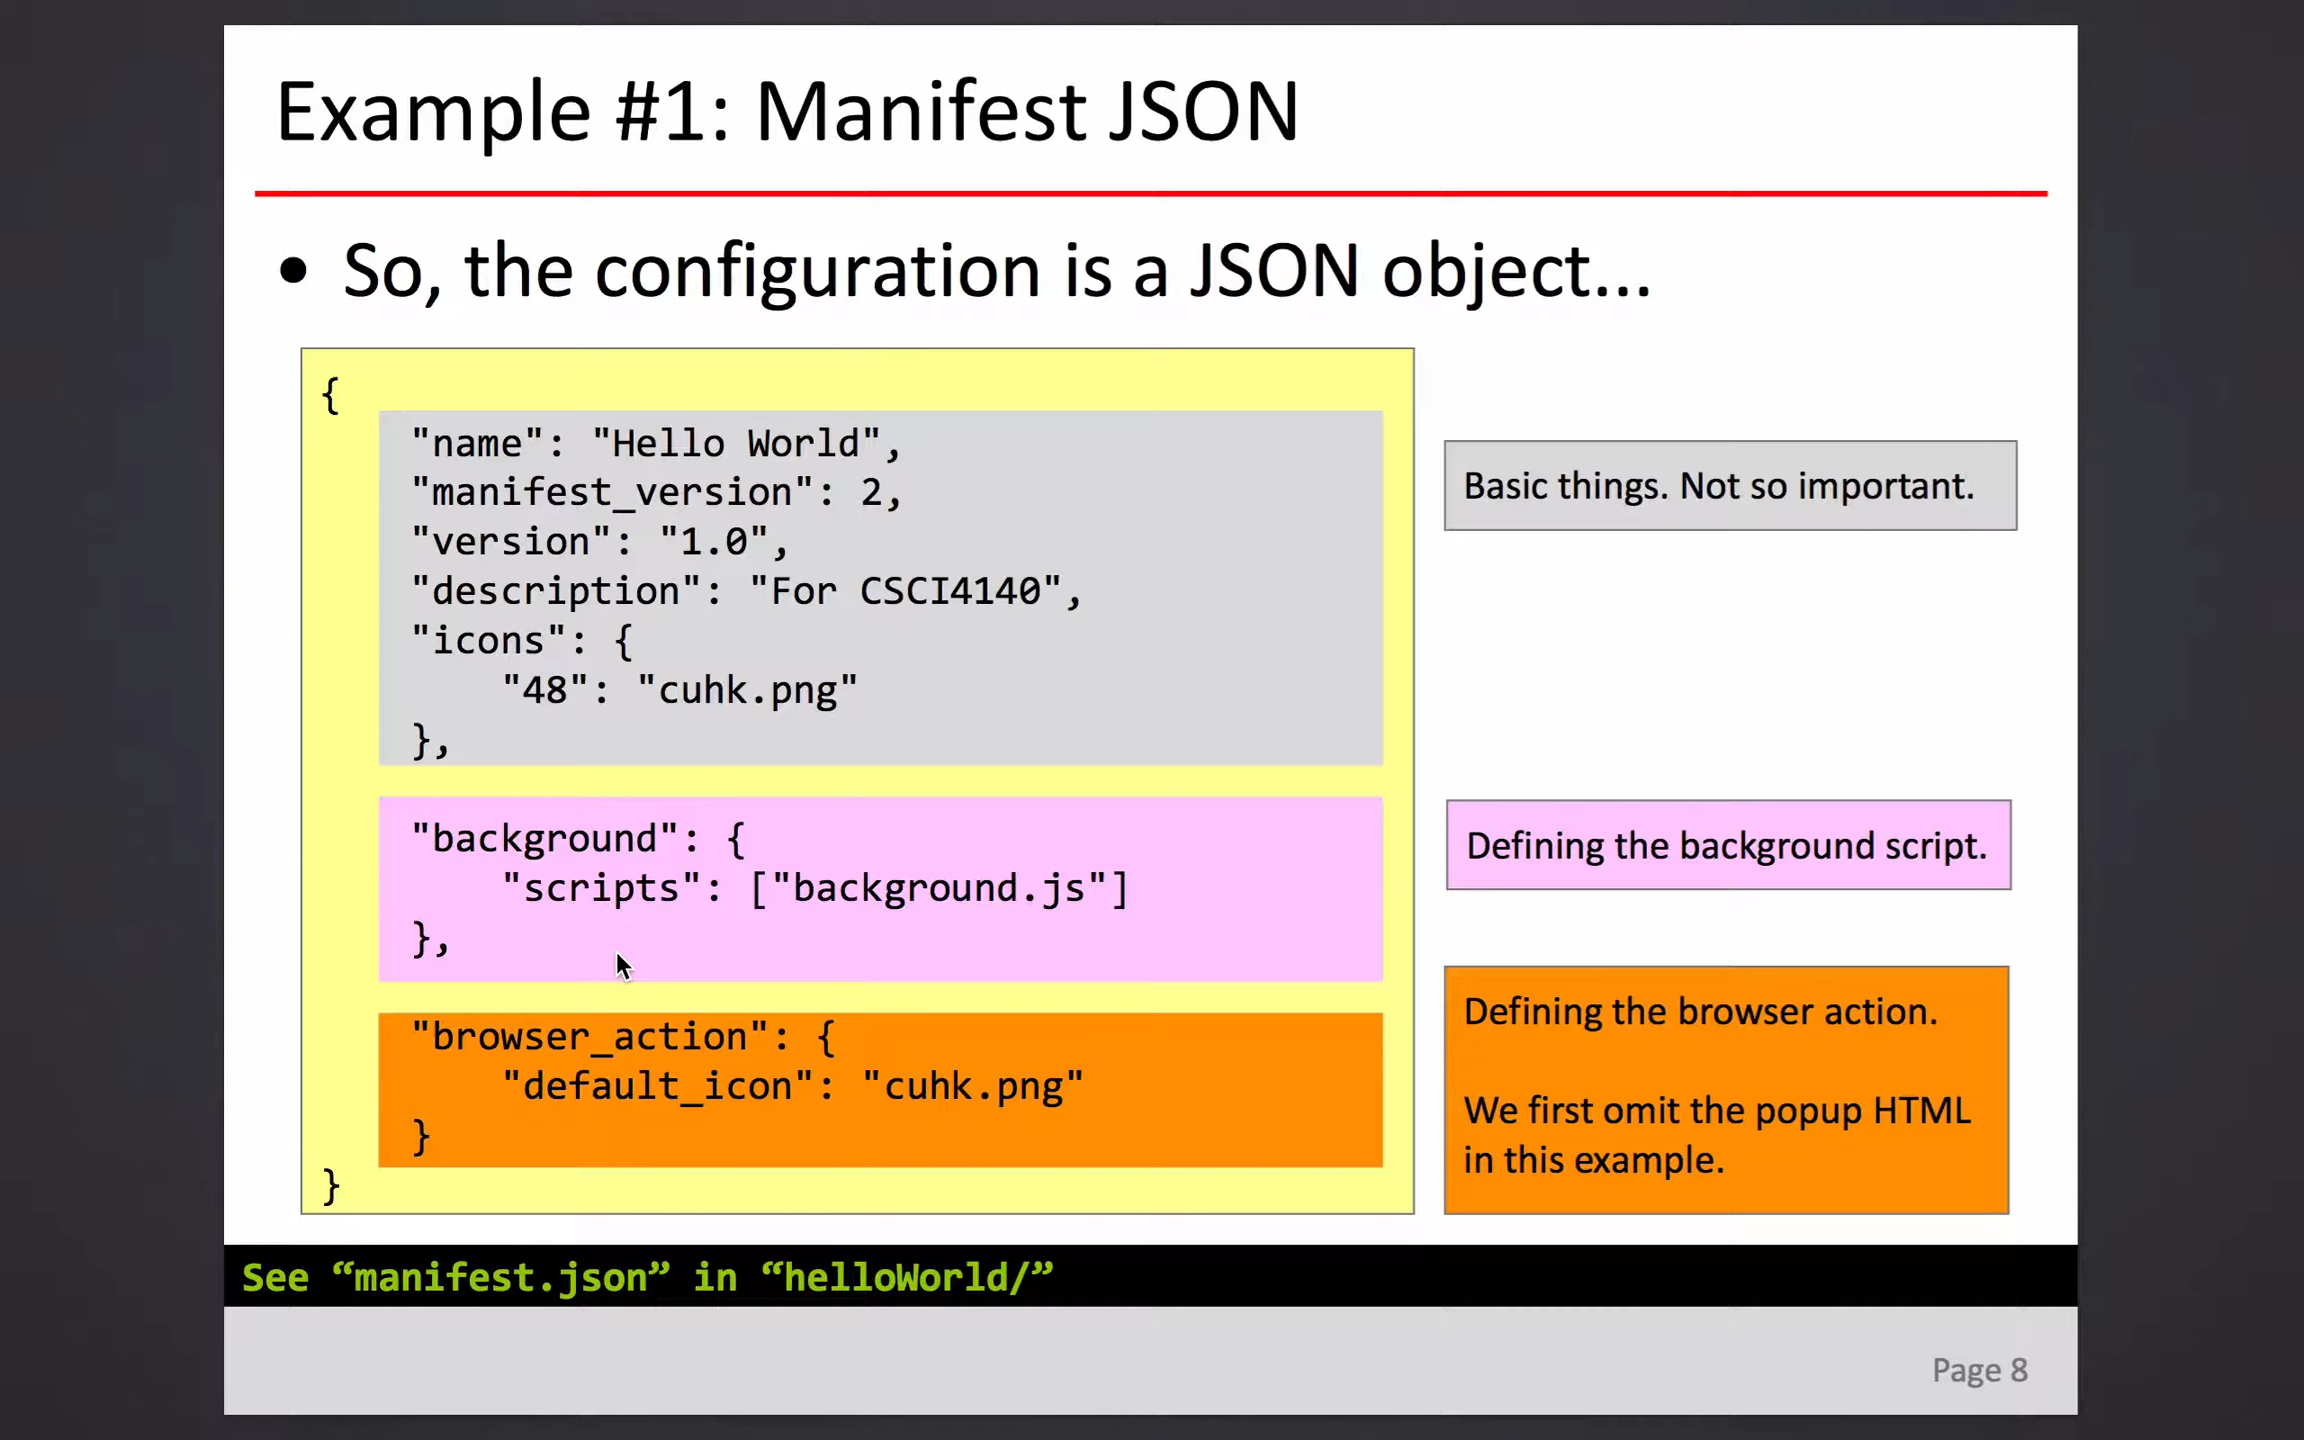 Example #1: Manifest JSON
• So, the configuration is a JSON object...
{
"name": "Hello World",
"manifest_version": 2,
"version": "1.0",
"description": "For CSCI4140",
"icons": {
"48": "cuhk.png"
},
"background": {
"scripts": ["background.js"]
},
"browser_action": {
"default_icon": "cuhk.png"
}
}
Basic things. Not so important.
Defining the background script.
Defining the browser action.
We first omit the popup HTML
in this example.
See “manifest.json” in “helloWorld/”
Page 8